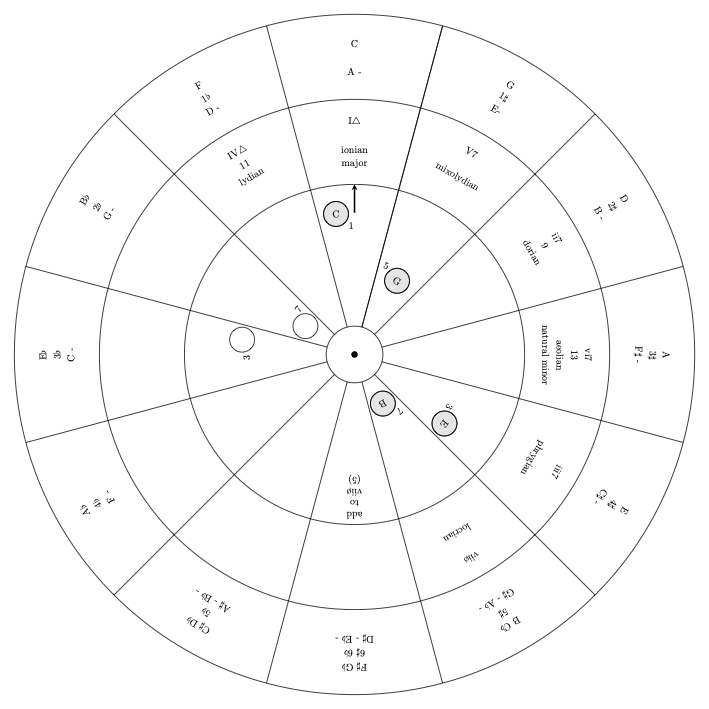 C
A -
G
1♯
E-
D
2♯
B -
A
3♯
F♯ -
E
4♯
C♯ -
B C♭
5♯
G♯ - A♭ -
F♯ G♭
6♯ 6♭
D♯ - E♭ -
C♯ D♭
5♭
A♯ - B♭ -
A♭
4♭
F -
E♭
3♭
C -
B♭
2♭
G -
F
1♭
D -
I△
ionian
major
V7
mixolydian
ii7
9
dorian
vi7
aeolian
13
natural minor
iii7
phrygian
viiø
locrian
IV△
11
lydian
add
to
viiø
(5)
C
1
G
5
E
3
B
7
7
3